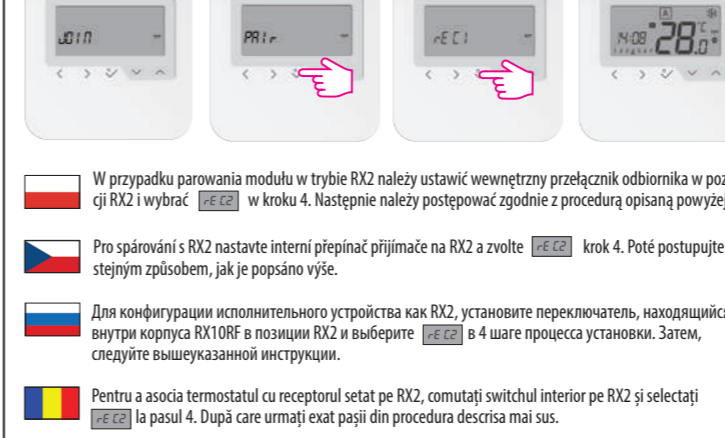 JOIN
PAIr
rEC1
A
14:08 28.0°
W przypadku parowania modułu w trybie RX2 należy ustawić wewnętrzny przełącznik odbiornika w poz
cji RX2 i wybrać rEC2 w kroku 4. Następnie należy postępować zgodnie z procedurą opisaną powyżej
Pro spárování s RX2 nastavte interní přepínač přijímače na RX2 a zvolte rEC2 krok 4. Poté postupujte
stejným způsobem, jak je popsáno výše.
Для конфигурации исполнительного устройства как RX2, установите переключатель, находящийся
внутри корпуса RX10RF в позиции RX2 и выберите rEC2 в 4 шаге процесса установки. Затем,
следуйте вышеуказанной инструкции.
Pentru a asocia termostatul cu receptorul setat pe RX2, comutați switchul interior pe RX2 și selectați
rEC2 la pasul 4. După care urmați exat pașii din procedura descrisa mai sus.